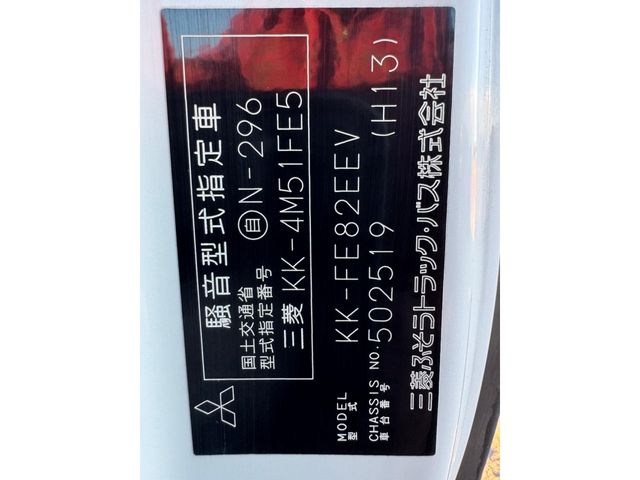 騒音型式指定車
国土交通省
型式指定番号 自N-296
三菱 KK-4M51FE5
MODEL
型式 KK-FE82EEV
CHASSIS NO.
車台番号 502519 (H13)
三菱ふそうトラック・バス株式会社